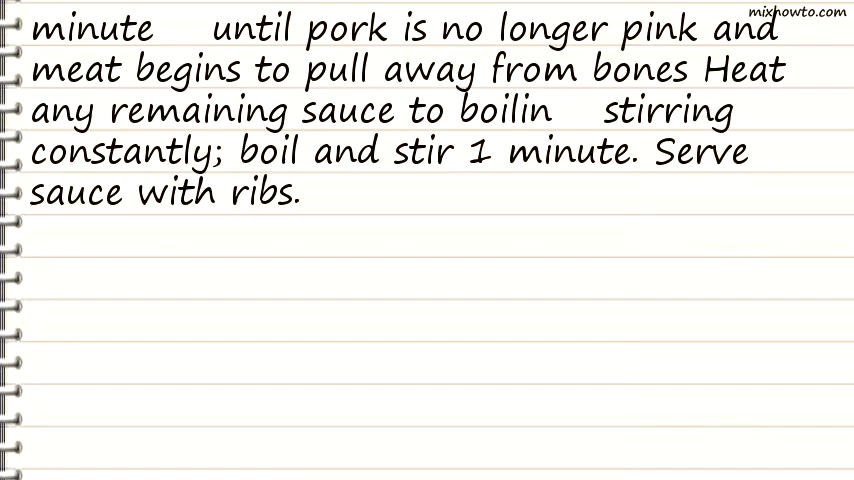 mixhowto.com
minute until pork is no longer pink and
meat begins to pull away from bones Heat
any remaining sauce to boilin stirring
constantly; boil and stir 1 minute. Serve
sauce with ribs.